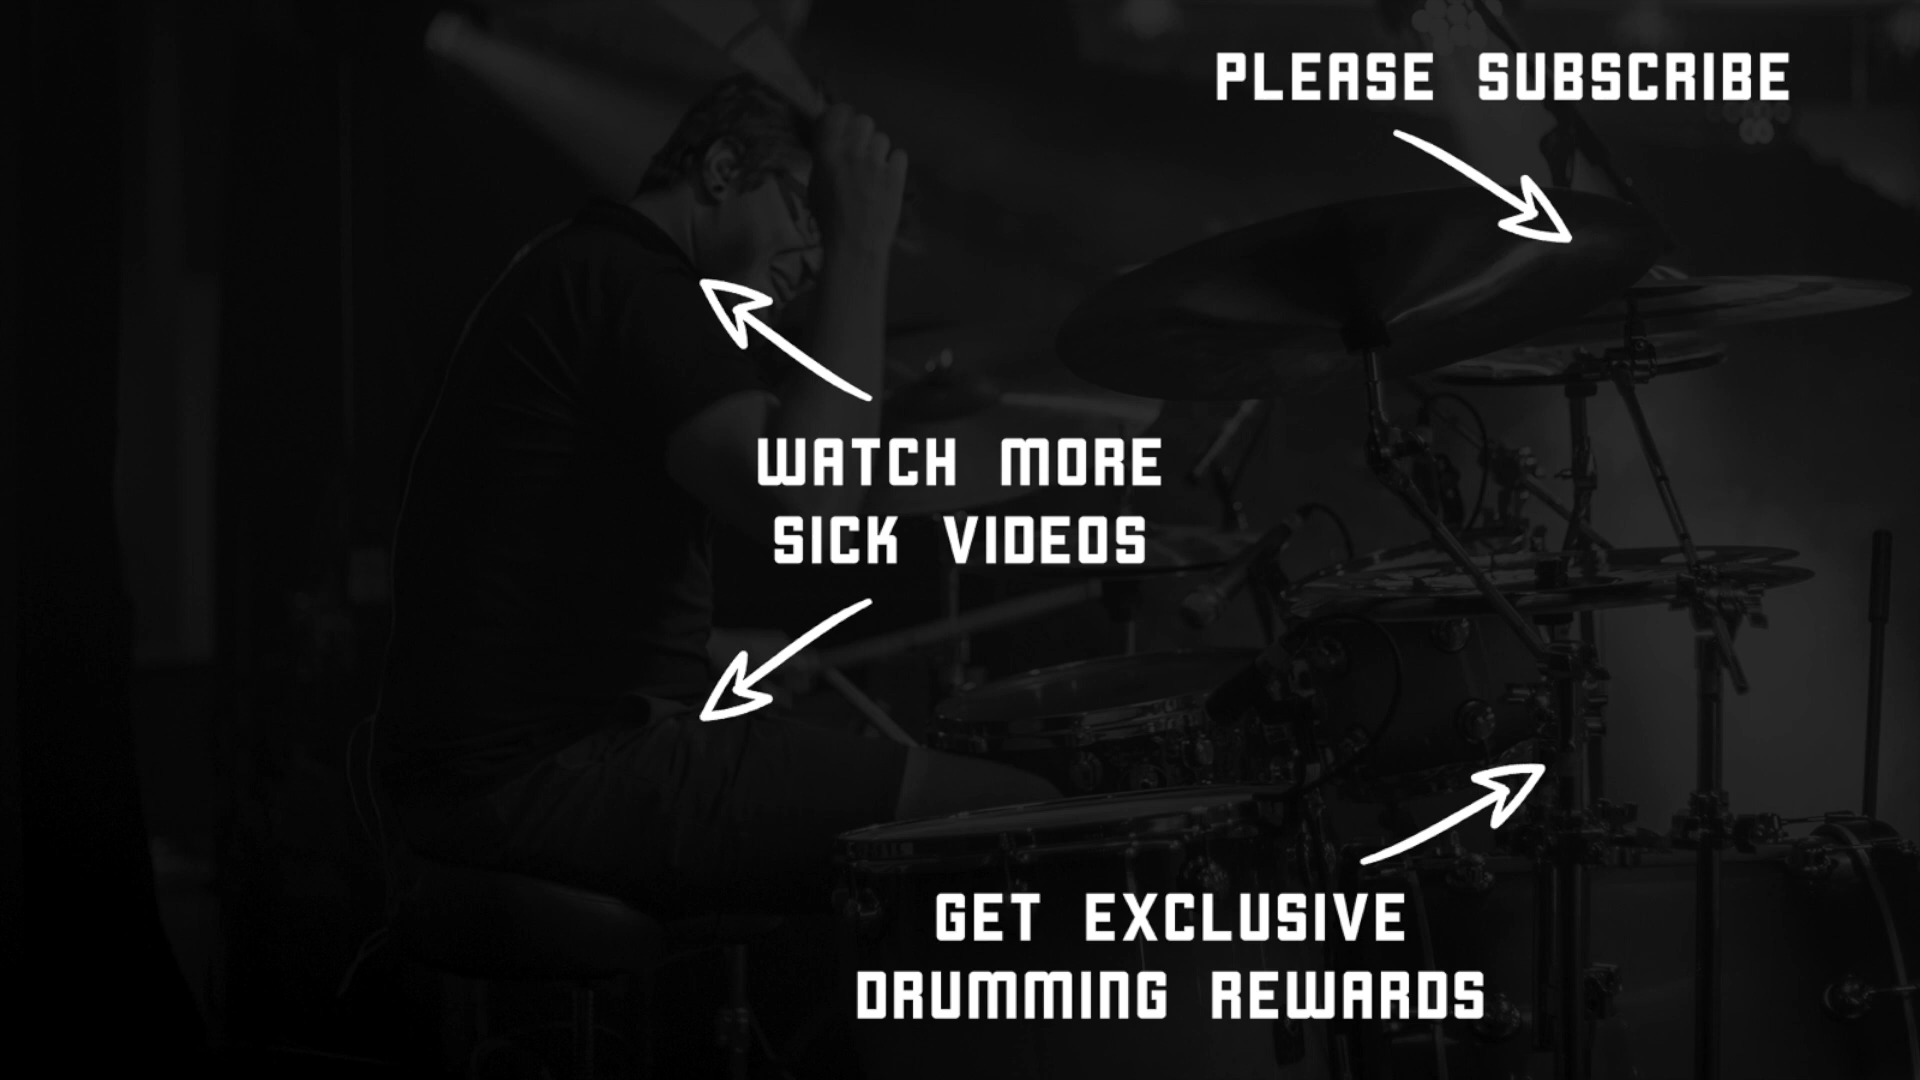 PLEASE SUBSCRIBE
WATCH MORE
SICK VIDEOS
GET EXCLUSIVE
DRUMMING REWARDS